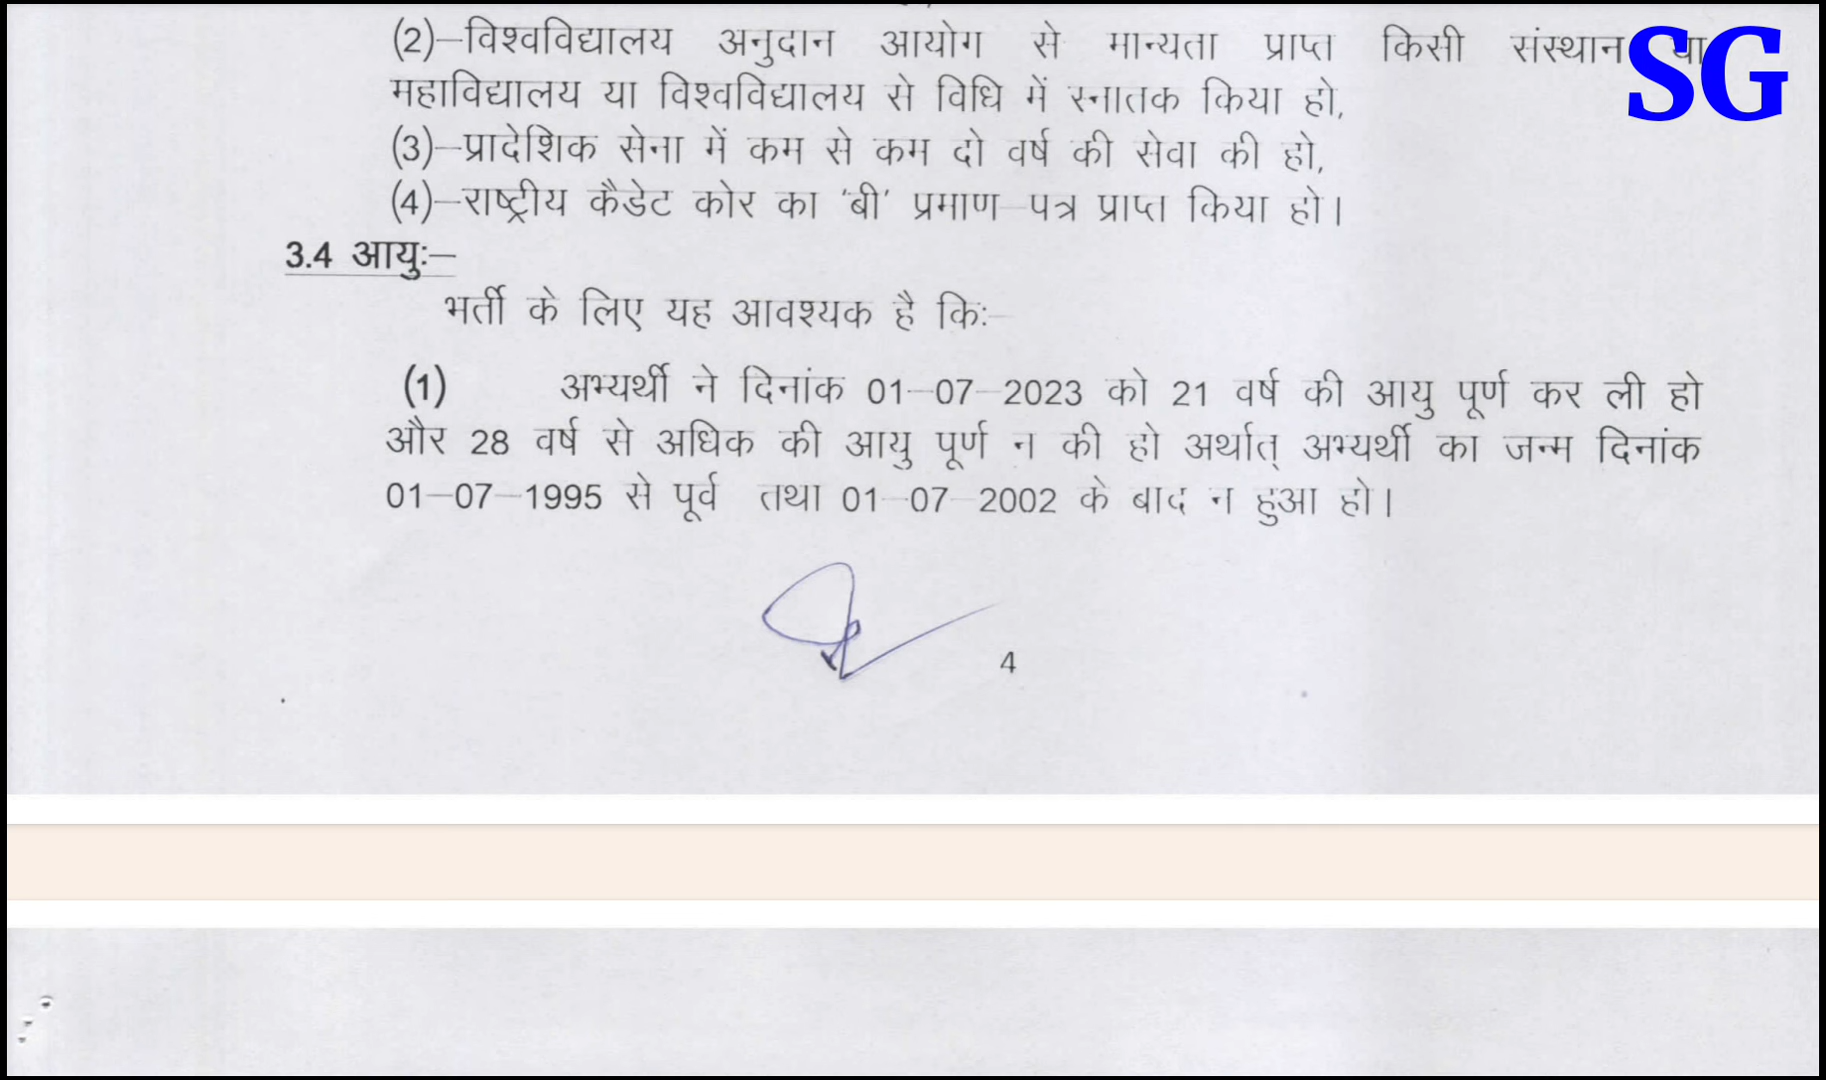 (2)–विश्वविद्यालय अनुदान आयोग से मान्यता प्राप्त किसी संस्थान या
SG
महाविद्यालय या विश्वविद्यालय से विधि में स्नातक किया हो,
(3)–प्रादेशिक सेना में कम से कम दो वर्ष की सेवा की हो,
(4)–राष्ट्रीय कैडेट कोर का ‘बी’ प्रमाण–पत्र प्राप्त किया हो।
3.4 आयुः–
भर्ती के लिए यह आवश्यक है किः–
(1) अभ्यर्थी ने दिनांक 01–07–2023 को 21 वर्ष की आयु पूर्ण कर ली हो
और 28 वर्ष से अधिक की आयु पूर्ण न की हो अर्थात् अभ्यर्थी का जन्म दिनांक
01–07–1995 से पूर्व तथा 01–07–2002 के बाद न हुआ हो।
4